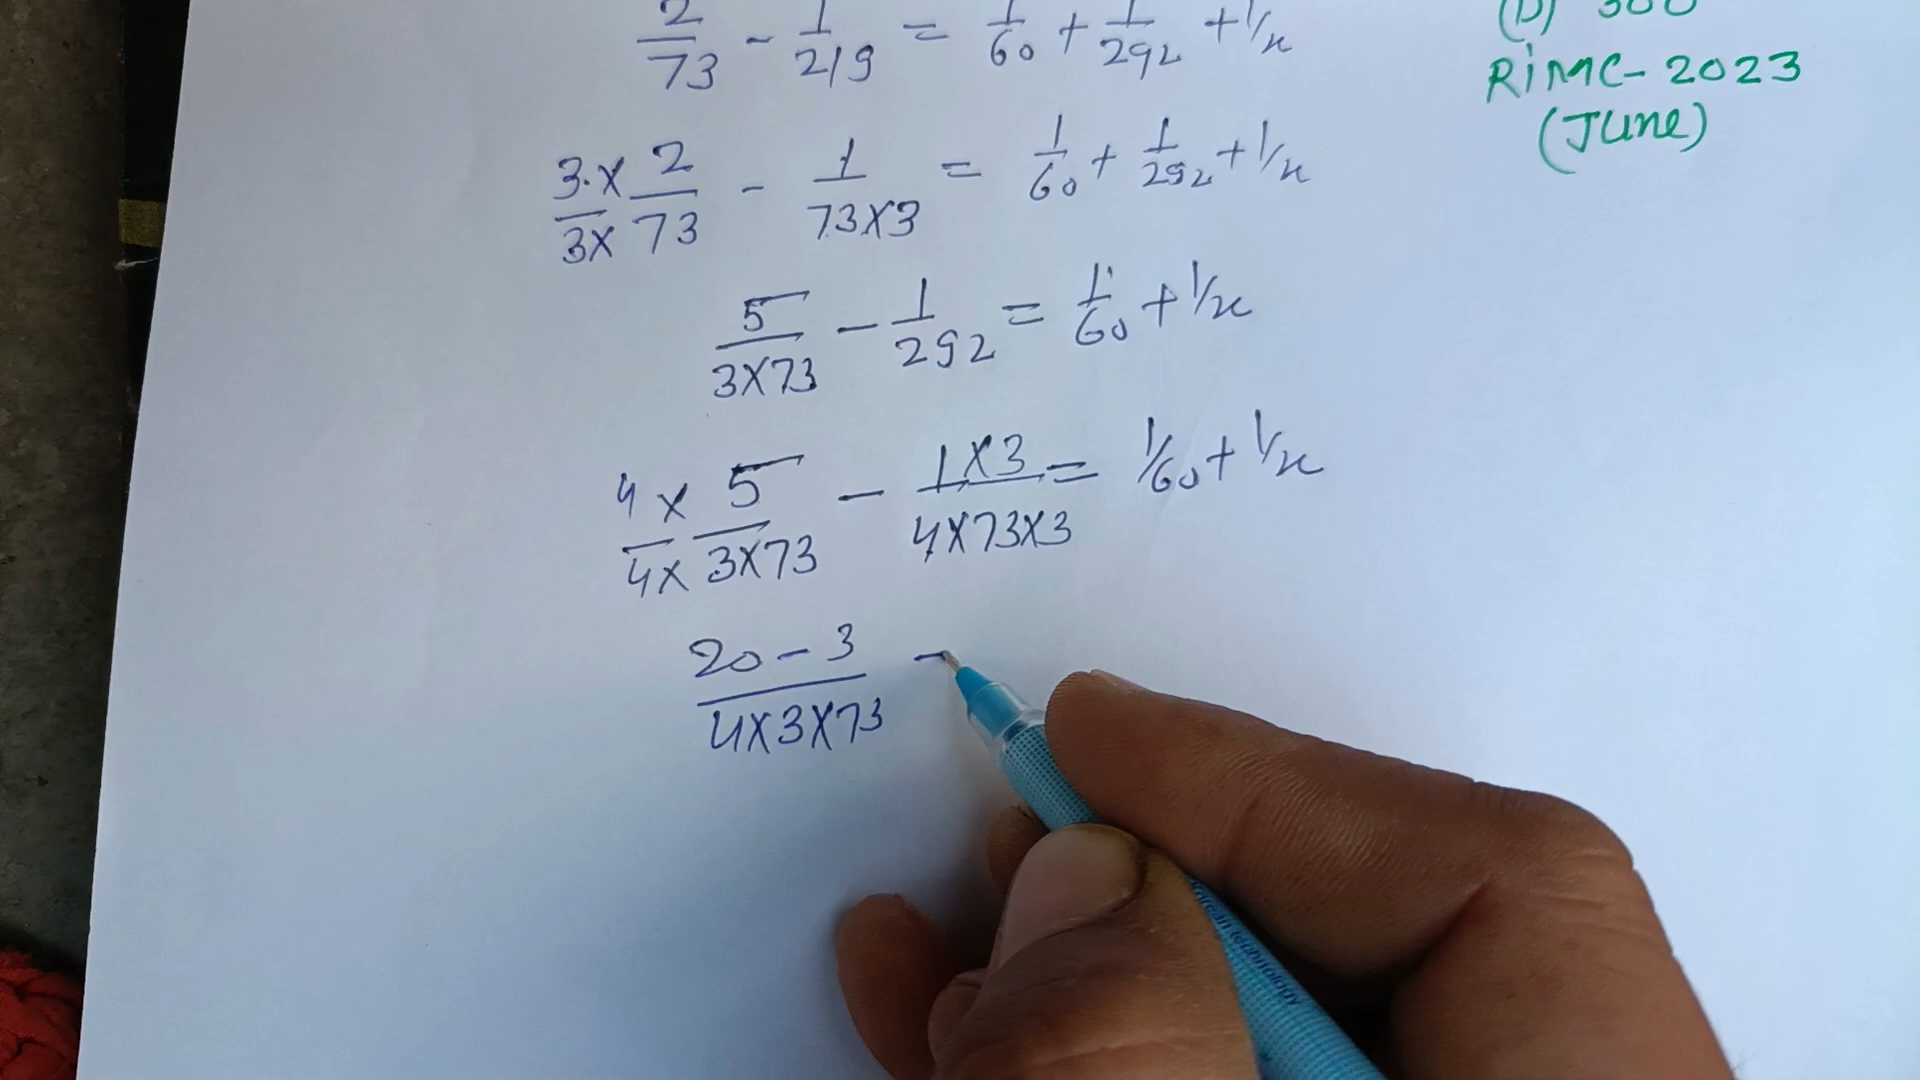 2/73 - 1/219 = 1/60 + 1/292 + 1/x
(D) 300
RiMC-2023
(June)
3×2/3×73 - 1/73×3 = 1/60 + 1/292 + 1/x
5/3×73 - 1/292 = 1/60 + 1/x
4×5/4×3×73 - 1×3/4×73×3 = 1/60 + 1/x
20-3/4×3×73 -